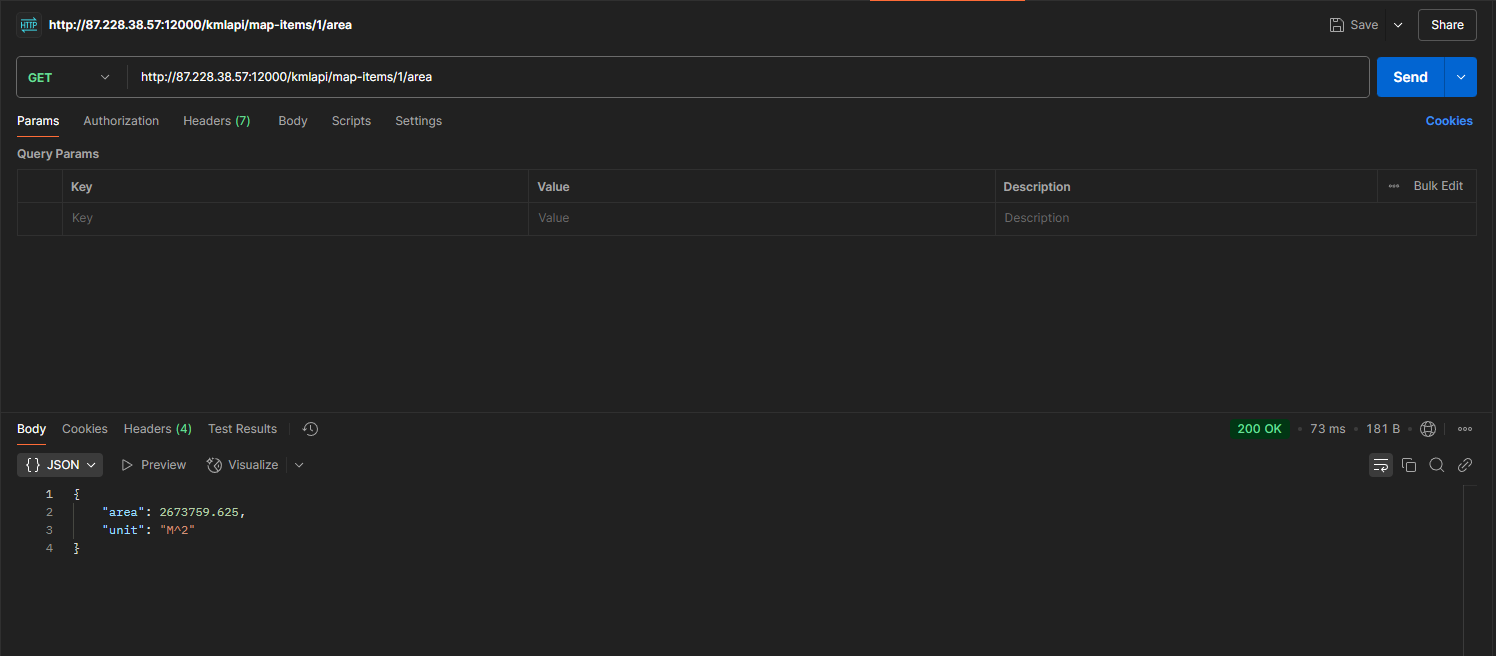 HTTP http://87.228.38.57:12000/kmlapi/map-items/1/area Save Share
GET http://87.228.38.57:12000/kmlapi/map-items/1/area Send
Params Authorization Headers (7) Body Scripts Settings Cookies
Query Params
Key Value Description Bulk Edit
Key Value Description
Body Cookies Headers (4) Test Results 200 OK • 73 ms • 181 B •
{} JSON Preview Visualize
1 {
2 "area": 2673759.625,
3 "unit": "M^2"
4 }